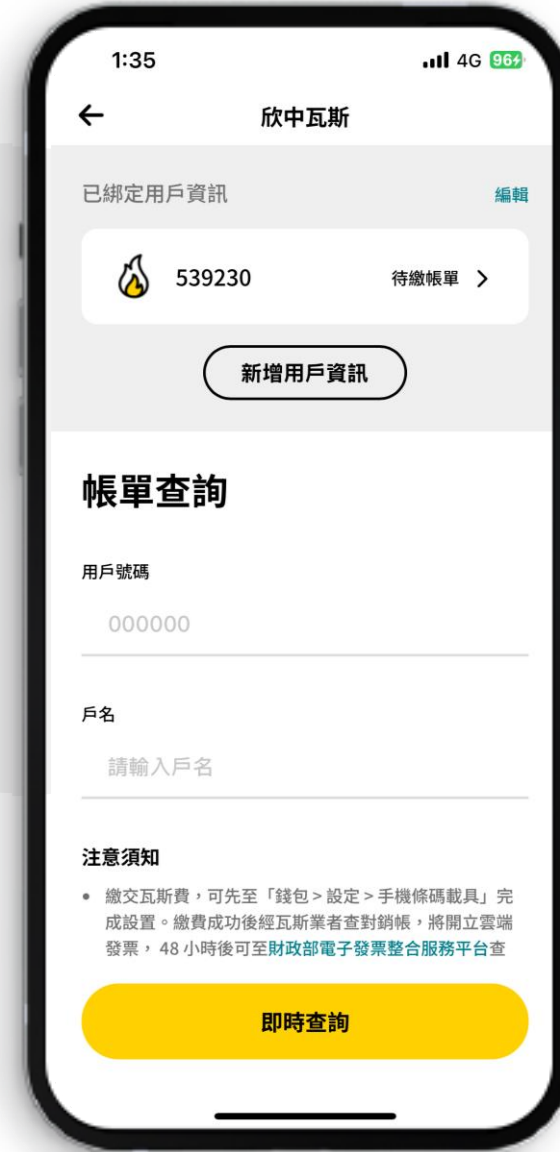 1:35
4G 96
欣中瓦斯
已綁定用戶資訊
編輯
539230
待繳帳單
新增用戶資訊
帳單查詢
用戶號碼
000000
戶名
請輸入戶名
注意須知
• 繳交瓦斯費，可先至「錢包 > 設定 > 手機條碼載具」完
成設置。繳費成功後經瓦斯業者查對銷帳，將開立雲端
發票， 48 小時後可至財政部電子發票整合服務平台查
即時查詢